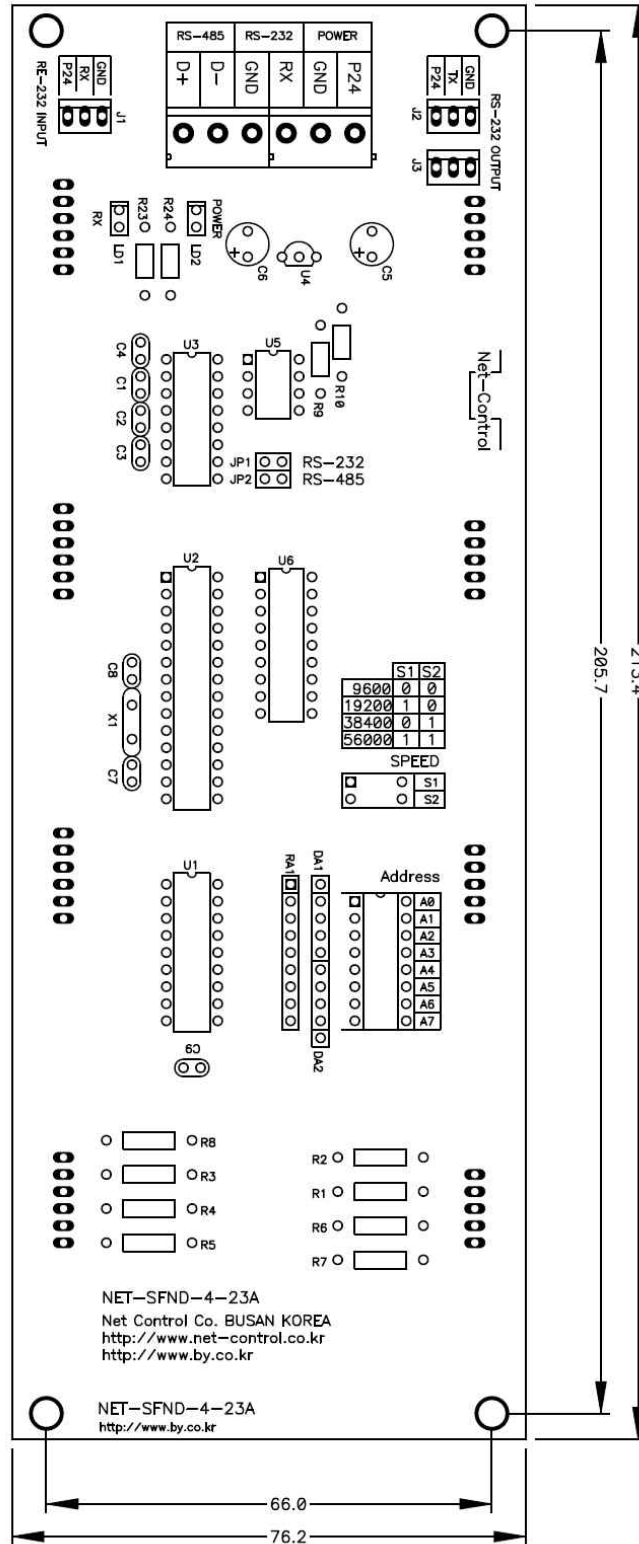 RS-485 RS-232 POWER
D+ D- GND RX GND P24
RE-232 INPUT
P24 RX GND
J1
P24 TX GND
J2
J3
RS-232 OUTPUT
RX
LD1
R23
R24
LD2
POWER
C6
U4
C5
C4
C1
C2
C3
U3
U5
R9
R10
Net-Control
JP1 RS-232
JP2 RS-485
U2
U6
C8
X1
C7
S1 S2
9600 0 0
19200 1 0
38400 0 1
56000 1 1
SPEED
S1
S2
U1
RA1
DA1
DA2
Address
A0
A1
A2
A3
A4
A5
A6
A7
C9
R8
R3
R4
R5
R2
R1
R6
R7
NET-SFND-4-23A
Net Control Co. BUSAN KOREA
http://www.net-control.co.kr
http://www.by.co.kr
NET-SFND-4-23A
http://www.by.co.kr
205.7
66.0
76.2